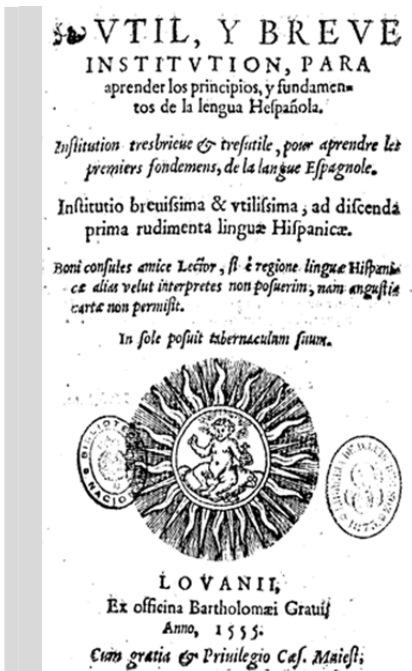 VTIL, Y BREVE
INSTITVTION, PARA
aprender los principios, y fundamen=
tos de la lengua Heſpañola.
Inſtitution tresbrieue & treſutile, pour aprendre les
premiers fondemens, de la langue Eſpagnole.
Inſtitutio breuiſsima & vtiliſsima, ad diſcenda
prima rudimenta linguæ Hiſpanicæ.
Boni conſules amice Lector, ſi è regione linguæ Hiſpani=
cæ alias velut interpretes non poſuerim, nam anguſtia
cartæ non permiſit.
In ſole poſuit tabernaculum ſuum.
BIBLIOTECA
NACIONAL
LOVANII,
Ex officina Bartholomæi Grauij
Anno, 1555.
Cum gratia & Priuilegio Cæſ. Maieſt;